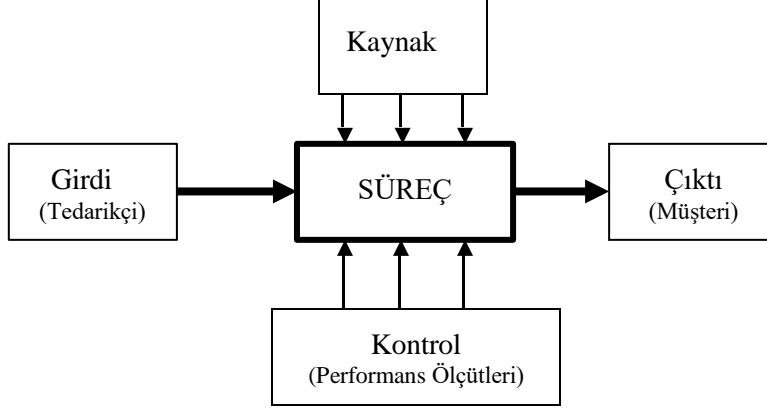 Kaynak
Girdi
(Tedarikçi)
SÜREÇ
Çıktı
(Müşteri)
Kontrol
(Performans Ölçütleri)